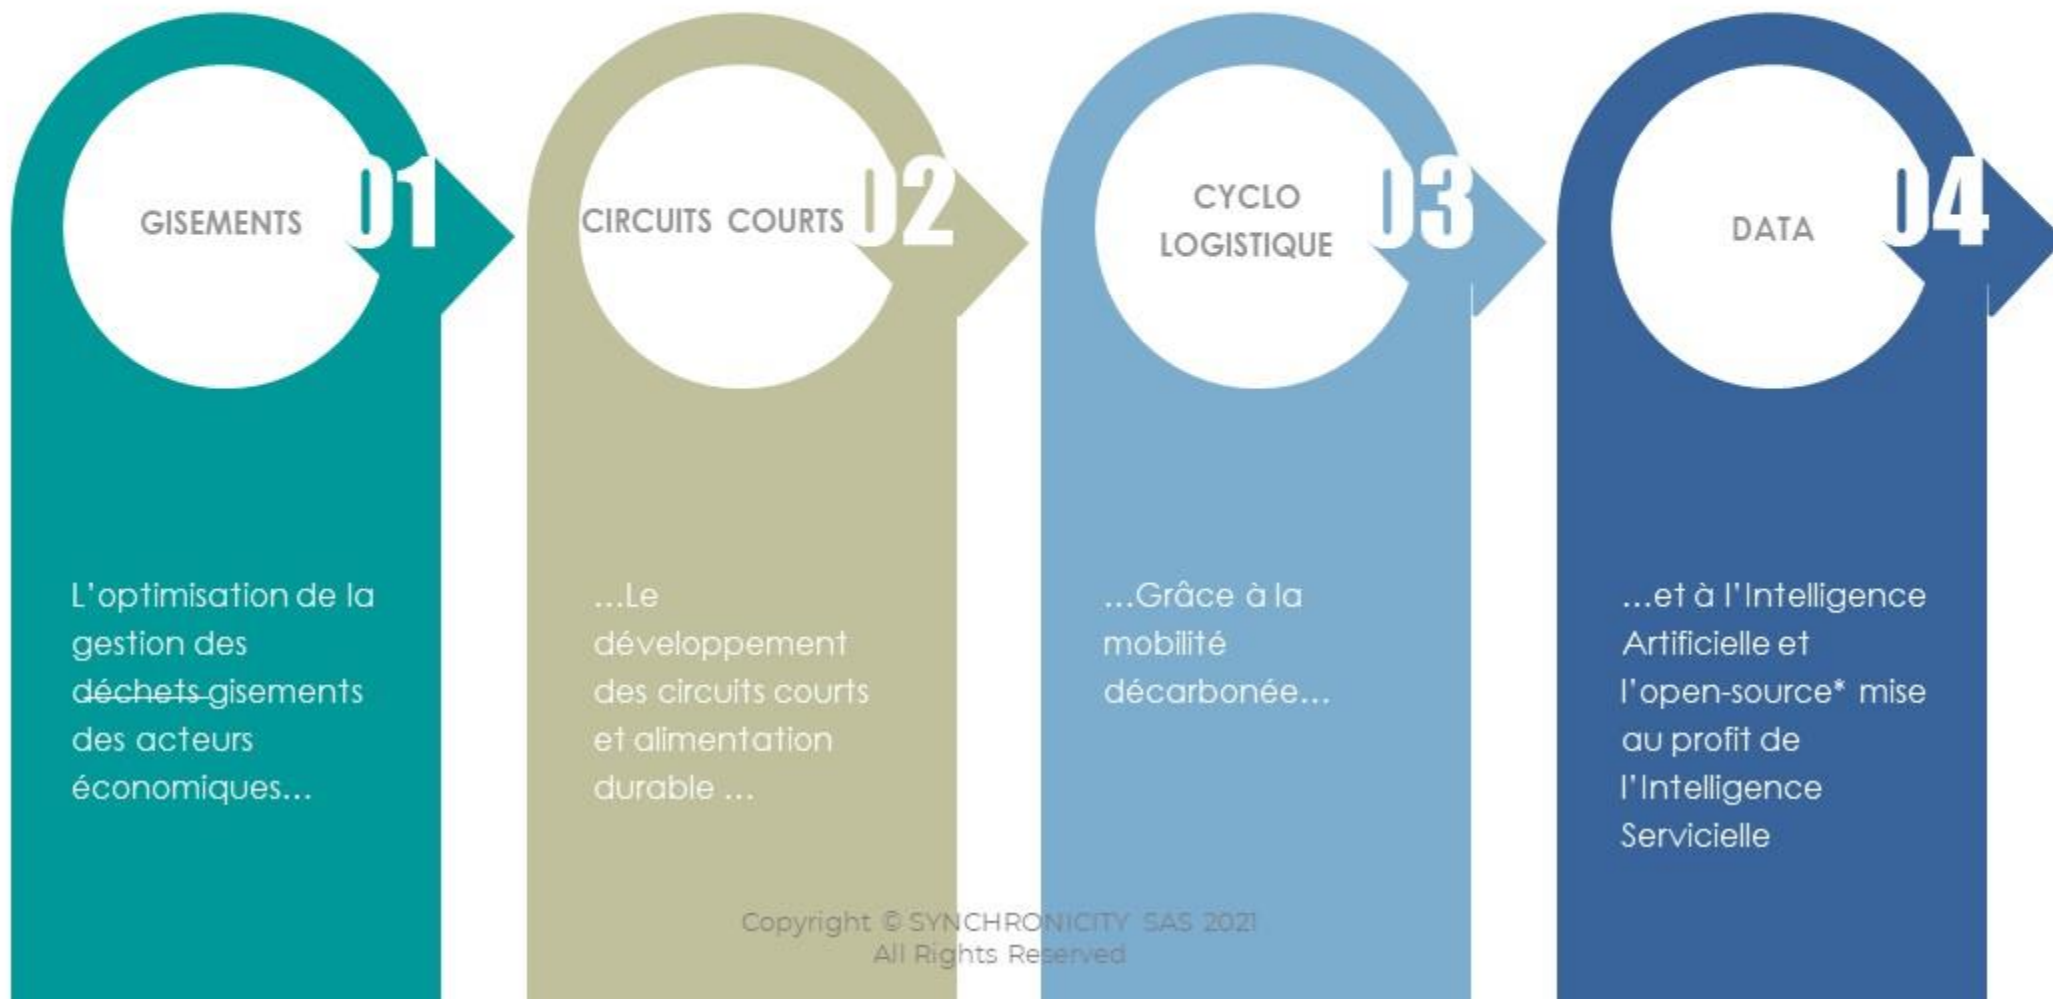 GISEMENTS
01
L'optimisation de la
gestion des
déchets gisements
des acteurs
économiques...
CIRCUITS COURTS
02
...Le
développement
des circuits courts
et alimentation
durable ...
CYCLO
LOGISTIQUE
03
...Grâce à la
mobilité
décarbonée...
DATA
04
...et à l'Intelligence
Artificielle et
l'open-source* mise
au profit de
l'Intelligence
Servicielle
Copyright © SYNCHRONICITY SAS 2021
All Rights Reserved